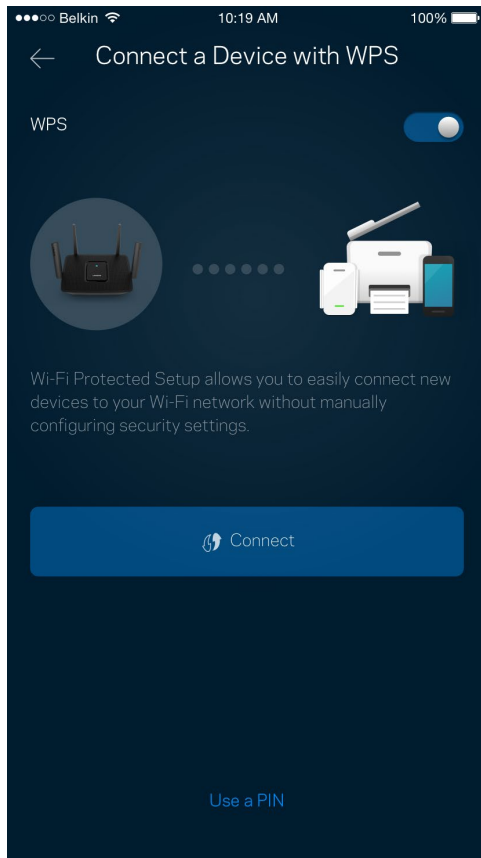 Belkin 10:19 AM 100%
Connect a Device with WPS
WPS
Wi-Fi Protected Setup allows you to easily connect new
devices to your Wi-Fi network without manually
configuring security settings.
Connect
Use a PIN